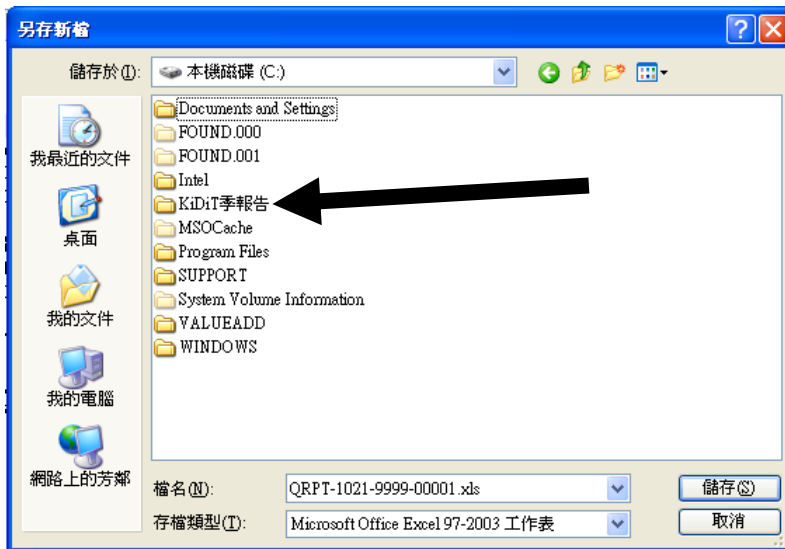 另存新檔
儲存於(I): 本機磁碟 (C:)
我最近的文件
桌面
我的文件
我的電腦
網路上的芳鄰
Documents and Settings
FOUND.000
FOUND.001
Intel
KiDiT季報告
MSOCache
Program Files
SUPPORT
System Volume Information
VALUEADD
WINDOWS
檔名(N): QRPT-1021-9999-00001.xls 儲存(S)
存檔類型(T): Microsoft Office Excel 97-2003 工作表 取消